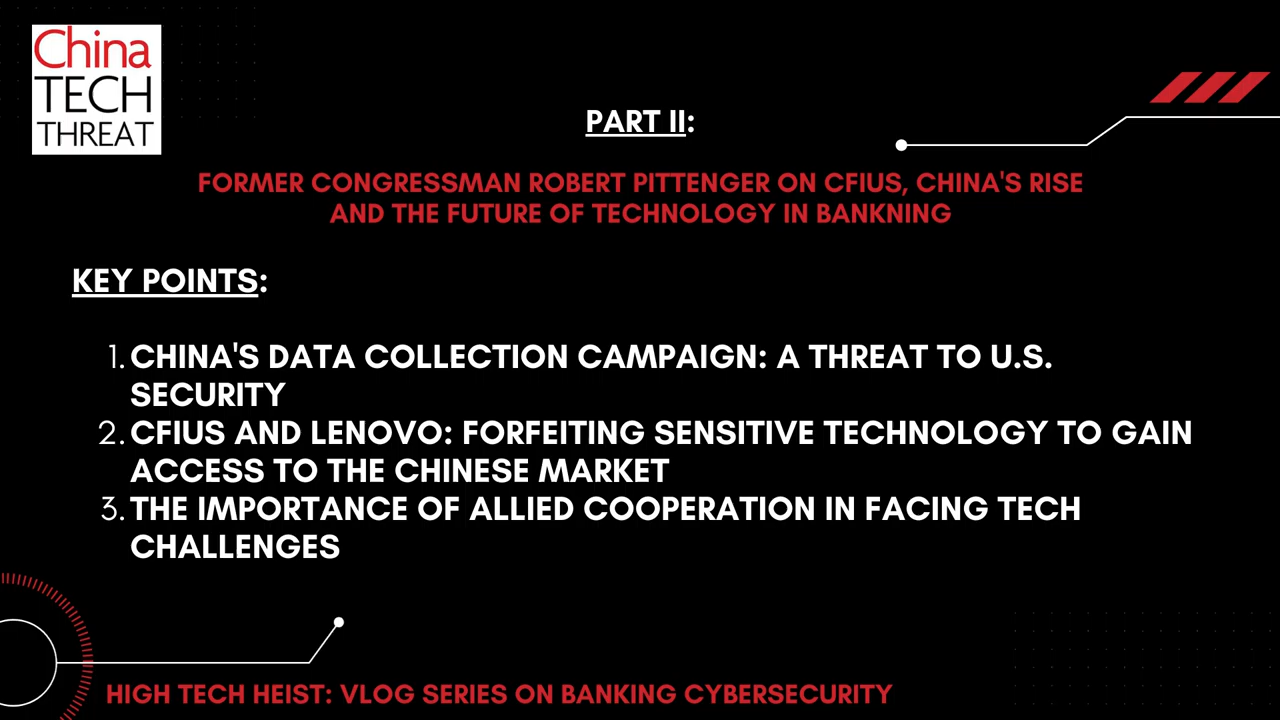 China
TECH
THREAT
PART II:
FORMER CONGRESSMAN ROBERT PITTENGER ON CFIUS, CHINA'S RISE
AND THE FUTURE OF TECHNOLOGY IN BANKNING
KEY POINTS:
1. CHINA'S DATA COLLECTION CAMPAIGN: A THREAT TO U.S.
SECURITY
2. CFIUS AND LENOVO: FORFEITING SENSITIVE TECHNOLOGY TO GAIN
ACCESS TO THE CHINESE MARKET
3. THE IMPORTANCE OF ALLIED COOPERATION IN FACING TECH
CHALLENGES
HIGH TECH HEIST: VLOG SERIES ON BANKING CYBERSECURITY